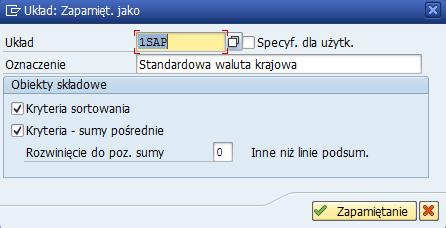 Układ: Zapamięt. jako
Układ 1SAP Specyf. dla użytk.
Oznaczenie Standardowa waluta krajowa
Obiekty składowe
Kryteria sortowania
Kryteria - sumy pośrednie
Rozwinięcie do poz. sumy 0 Inne niż linie podsum.
Zapamiętanie